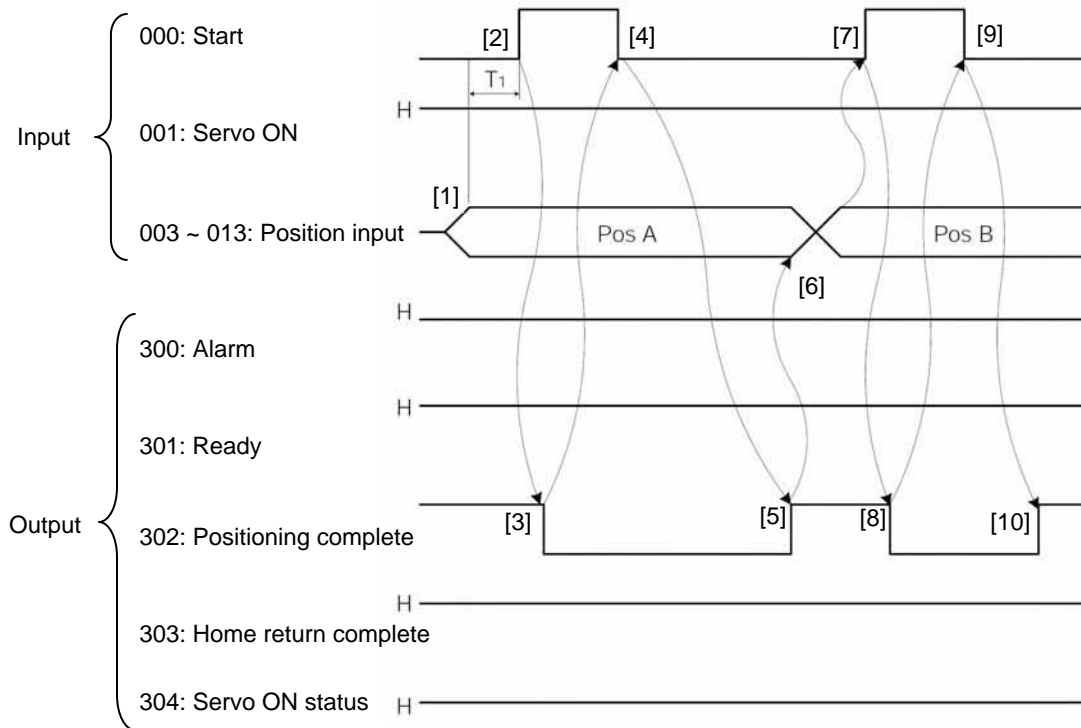 000: Start
[2]
[4]
[7]
[9]
T1
H
Input
001: Servo ON
[1]
003 ~ 013: Position input
Pos A
Pos B
[6]
H
300: Alarm
H
301: Ready
Output
[3]
[5]
[8]
[10]
302: Positioning complete
H
303: Home return complete
304: Servo ON status
H